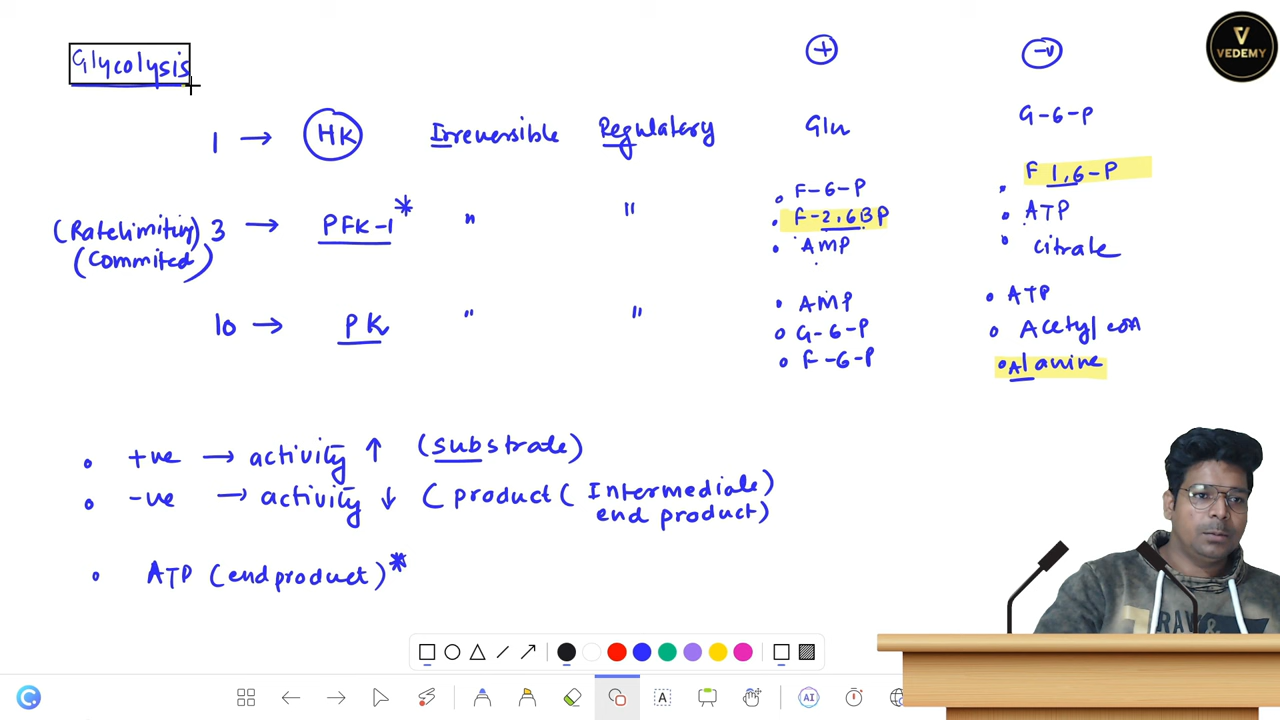 Glycolysis
+ -ve
1 → HK Irreversible Regulatory Glu G-6-P
(Ratelimiting) 3 → PFK-1* " " • F-6-P • F 1,6-P
(Commited) • F-2,6BP • ATP
• AMP • citrate
10 → PK " " • AMP • ATP
• G-6-P • Acetyl coA
• F-6-P • Alanine
• +ve → activity ↑ (substrate)
• -ve → activity ↓ (product (Intermediate)
end product)
• ATP (end product)*
V
VEDEMY
RAW &
A
AI